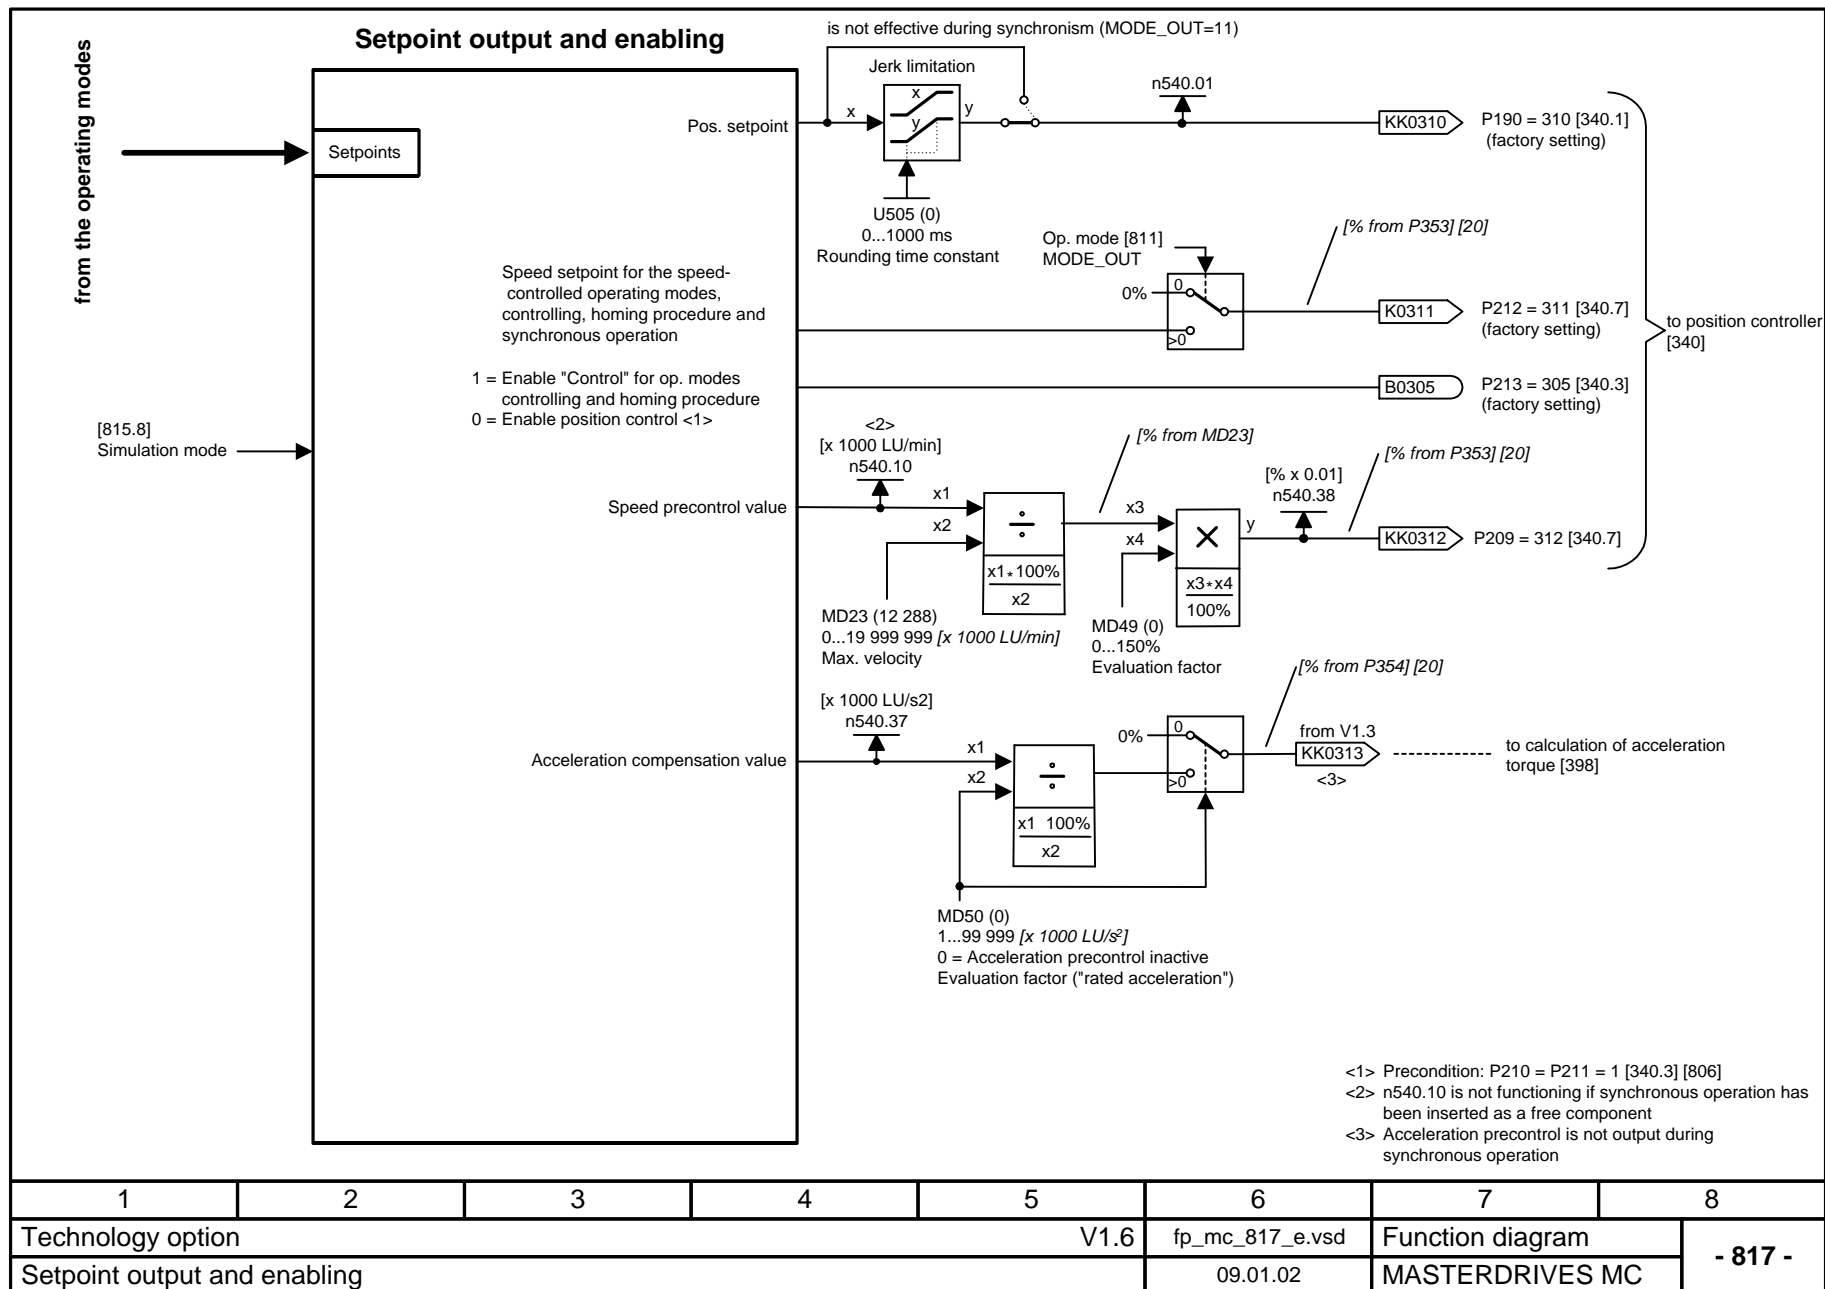 Setpoint output and enabling
from the operating modes
is not effective during synchronism (MODE_OUT=11)
Jerk limitation
n540.01
Setpoints
Pos. setpoint
x
x
y
y
KK0310
P190 = 310 [340.1]
(factory setting)
U505 (0)
0...1000 ms
Rounding time constant
Op. mode [811]
MODE_OUT
[% from P353] [20]
Speed setpoint for the speed-
controlled operating modes,
controlling, homing procedure and
synchronous operation
0%
0
>0
K0311
P212 = 311 [340.7]
(factory setting)
to position controller
[340]
1 = Enable "Control" for op. modes
controlling and homing procedure
0 = Enable position control <1>
B0305
P213 = 305 [340.3]
(factory setting)
[815.8]
Simulation mode
<2>
[x 1000 LU/min]
n540.10
[% from MD23]
[% x 0.01]
n540.38
[% from P353] [20]
Speed precontrol value
x1
x2
÷
x1*100%
x2
x3
x4
×
x3*x4
100%
y
KK0312
P209 = 312 [340.7]
MD23 (12 288)
0...19 999 999 [x 1000 LU/min]
Max. velocity
MD49 (0)
0...150%
Evaluation factor
[% from P354] [20]
[x 1000 LU/s2]
n540.37
Acceleration compensation value
x1
x2
÷
x1 100%
x2
0%
0
>0
from V1.3
KK0313
<3>
to calculation of acceleration
torque [398]
MD50 (0)
1...99 999 [x 1000 LU/s²]
0 = Acceleration precontrol inactive
Evaluation factor ("rated acceleration")
<1> Precondition: P210 = P211 = 1 [340.3] [806]
<2> n540.10 is not functioning if synchronous operation has
been inserted as a free component
<3> Acceleration precontrol is not output during
synchronous operation
1 2 3 4 5 6 7 8
Technology option V1.6 fp_mc_817_e.vsd Function diagram
- 817 -
Setpoint output and enabling 09.01.02 MASTERDRIVES MC